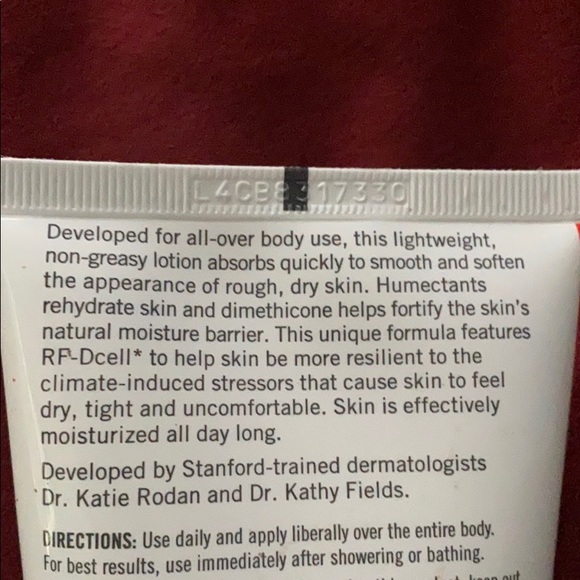 Developed for all-over body use, this lightweight,
non-greasy lotion absorbs quickly to smooth and soften
the appearance of rough, dry skin. Humectants
rehydrate skin and dimethicone helps fortify the skin's
natural moisture barrier. This unique formula features
RF-Dcell* to help skin be more resilient to the
climate-induced stressors that cause skin to feel
dry, tight and uncomfortable. Skin is effectively
moisturized all day long.
Developed by Stanford-trained dermatologists
Dr. Katie Rodan and Dr. Kathy Fields.
DIRECTIONS: Use daily and apply liberally over the entire body.
For best results, use immediately after showering or bathing.
keep out